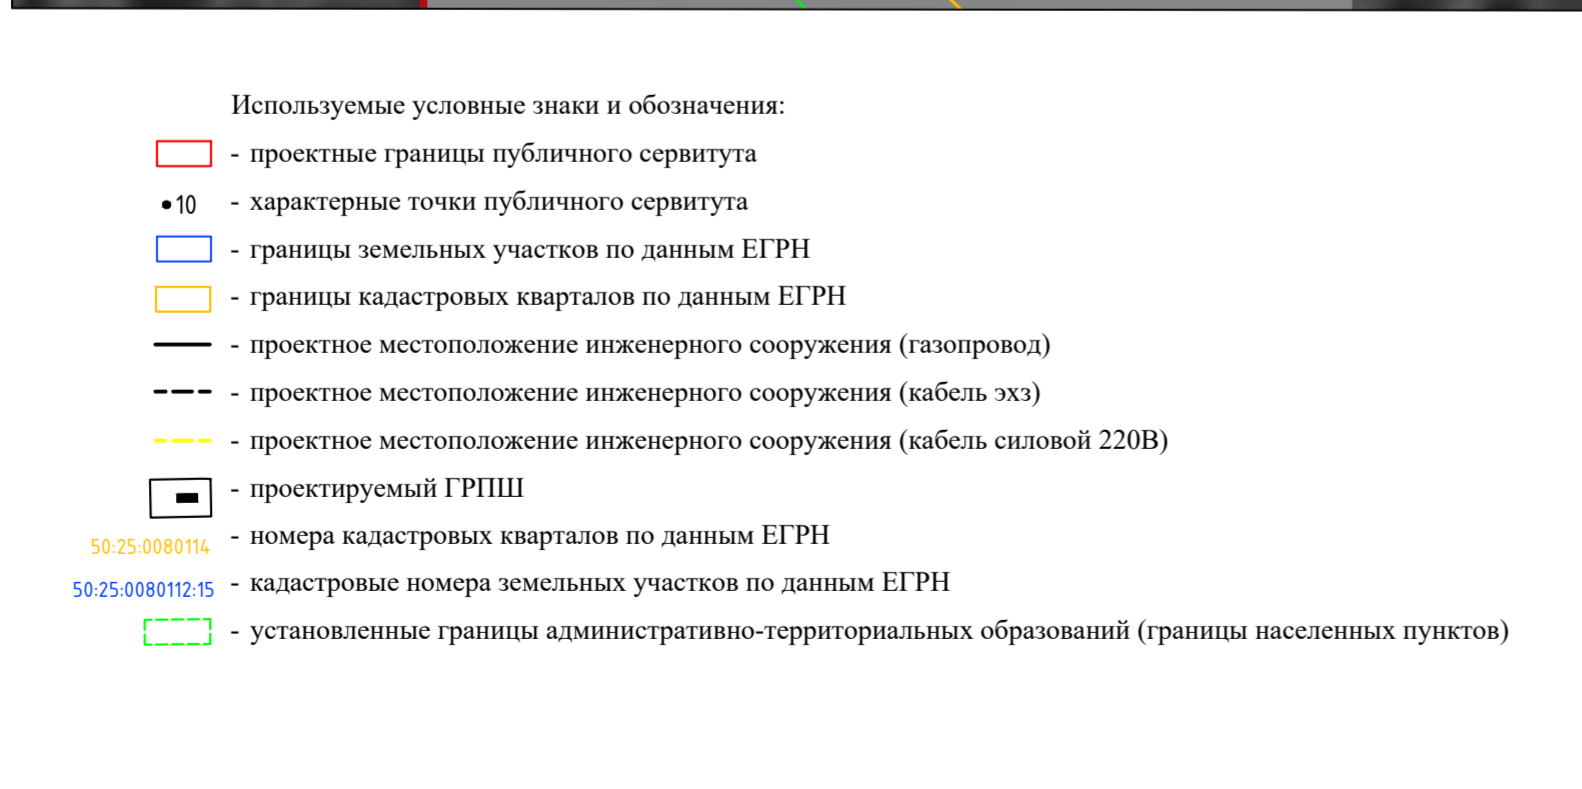 Используемые условные знаки и обозначения:
- проектные границы публичного сервитута
10 - характерные точки публичного сервитута
- границы земельных участков по данным ЕГРН
- границы кадастровых кварталов по данным ЕГРН
- проектное местоположение инженерного сооружения (газопровод)
- проектное местоположение инженерного сооружения (кабель эхз)
- проектное местоположение инженерного сооружения (кабель силовой 220В)
- проектируемый ГРПШ
50:25:0080114 - номера кадастровых кварталов по данным ЕГРН
50:25:0080112:15 - кадастровые номера земельных участков по данным ЕГРН
- установленные границы административно-территориальных образований (границы населенных пунктов)